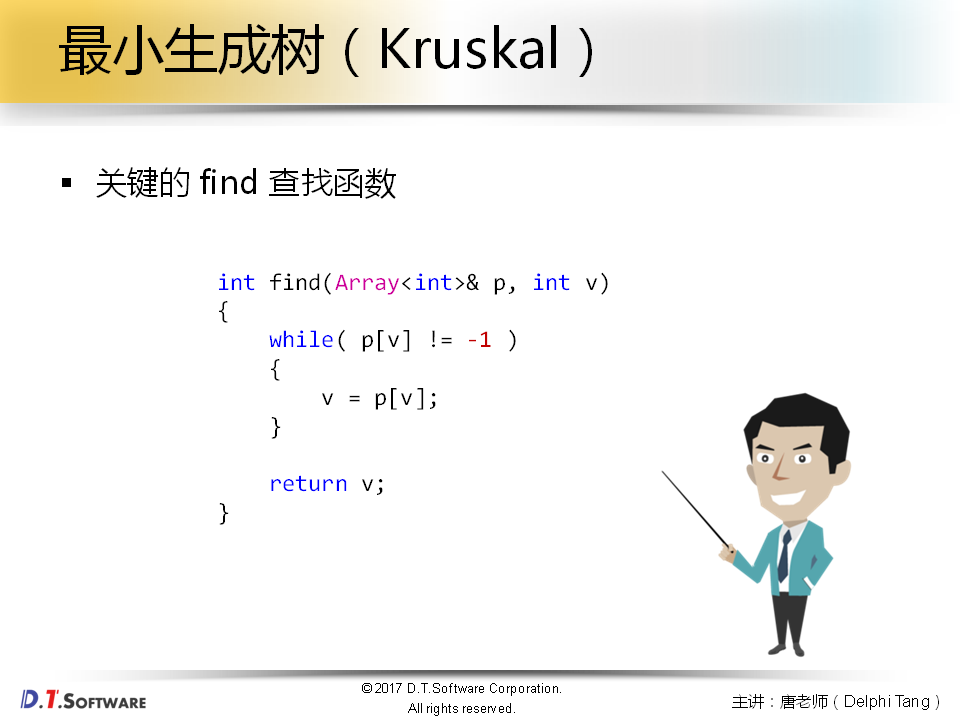 最小生成树（Kruskal）
▪ 关键的 find 查找函数
int find(Array<int>& p, int v)
{
    while( p[v] != -1 )
    {
        v = p[v];
    }

    return v;
}
D.T.SOFTWARE
©2017 D.T.Software Corporation.
All rights reserved.
主讲：唐老师（Delphi Tang）